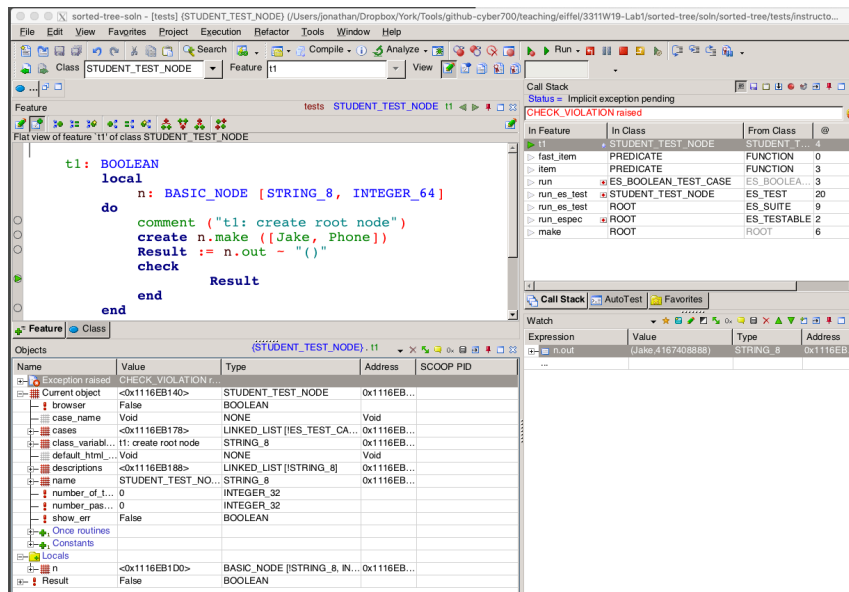 sorted-tree-soln - [tests] {STUDENT_TEST_NODE} (/Users/jonathan/Dropbox/York/Tools/github-cyber700/teaching/eiffel/3311W19-Lab1/sorted-tree/soln/sorted-tree/tests/instructo...
File Edit View Favorites Project Execution Refactor Tools Window Help
Search Compile Analyze Run
Class STUDENT_TEST_NODE Feature t1 View
...
Feature tests STUDENT_TEST_NODE t1
Flat view of feature `t1' of class STUDENT_TEST_NODE
t1: BOOLEAN
local
n: BASIC_NODE [STRING_8, INTEGER_64]
do
comment ("t1: create root node")
create n.make ([Jake, Phone])
Result := n.out ~ "()"
check
Result
end
end
Feature Class
Call Stack
Status = Implicit exception pending
CHECK_VIOLATION raised
In Feature In Class From Class @
t1 STUDENT_TEST_NODE STUDENT_T... 4
fast_item PREDICATE FUNCTION 0
item PREDICATE FUNCTION 3
run ES_BOOLEAN_TEST_CASE ES_BOOLEA... 3
run_es_test STUDENT_TEST_NODE ES_TEST 20
run_es_test ROOT ES_SUITE 9
run_espec ROOT ES_TESTABLE 2
make ROOT ROOT 6
Call Stack AutoTest Favorites
Watch
Expression Value Type Address
n.out (Jake,4167408888) STRING_8 0x1116EB
...
Objects {STUDENT_TEST_NODE}.t1
Name Value Type Address SCOOP PID
Exception raised CHECK_VIOLATION r...
Current object <0x1116EB140> STUDENT_TEST_NODE 0x1116EB...
browser False BOOLEAN
case_name Void NONE Void
cases <0x1116EB178> LINKED_LIST [!ES_TEST_CA... 0x1116EB...
class_variabl... t1: create root node STRING_8 0x1116EB...
default_html_... Void NONE Void
descriptions <0x1116EB188> LINKED_LIST [!STRING_8] 0x1116EB...
name STUDENT_TEST_NO... STRING_8 0x1116EB...
number_of_t... 0 INTEGER_32
number_pas... 0 INTEGER_32
show_err False BOOLEAN
Once routines
Constants
Locals
n <0x1116EB1D0> BASIC_NODE [!STRING_8, IN... 0x1116EB...
Result False BOOLEAN